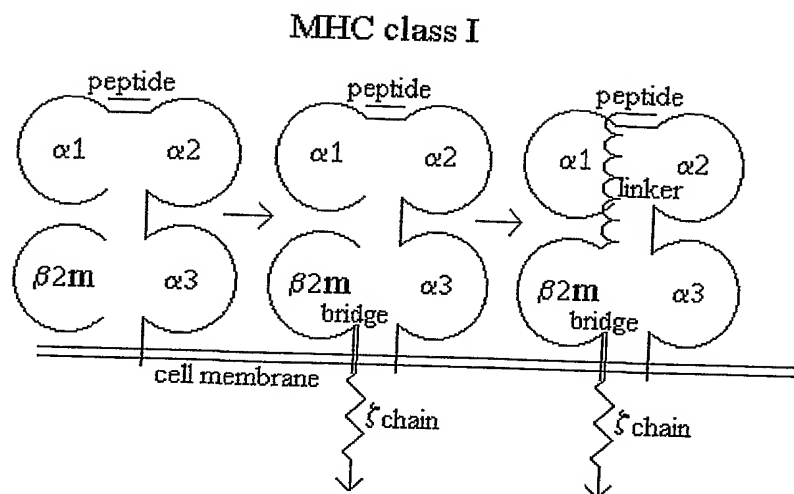 MHC class I
peptide
α1 α2
β2m α3
peptide
α1 α2
β2m α3
bridge
ζ chain
peptide
α1 α2
linker
β2m α3
bridge
ζ chain
cell membrane